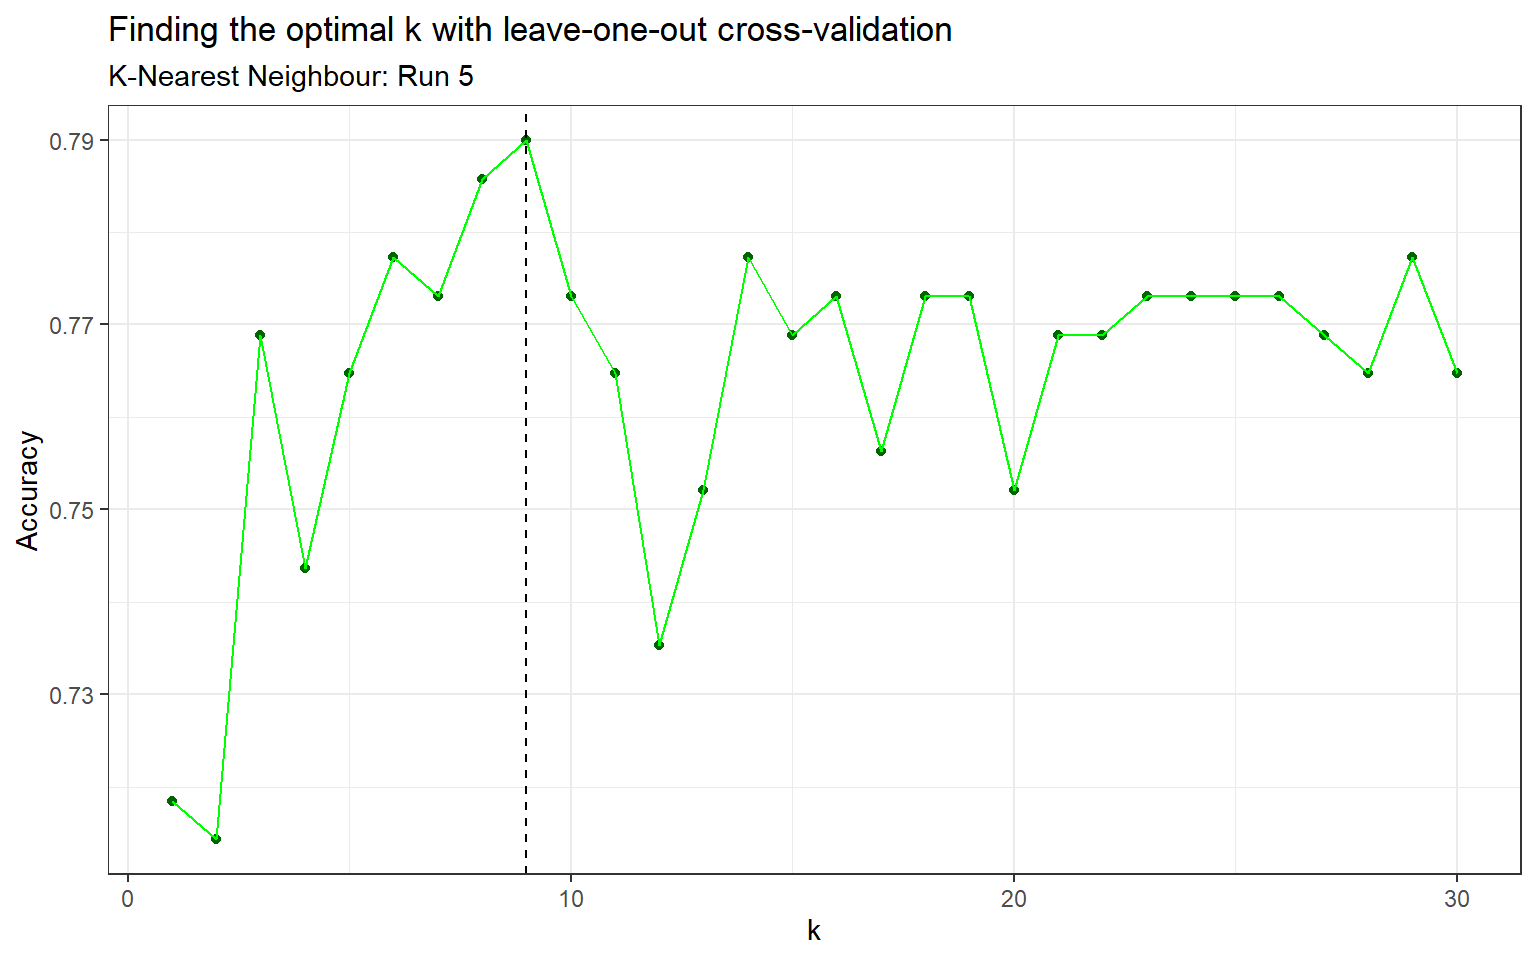 Finding the optimal k with leave-one-out cross-validation
K-Nearest Neighbour: Run 5
0.79
0.77
0.75
0.73
Accuracy
0 10 20 30
k